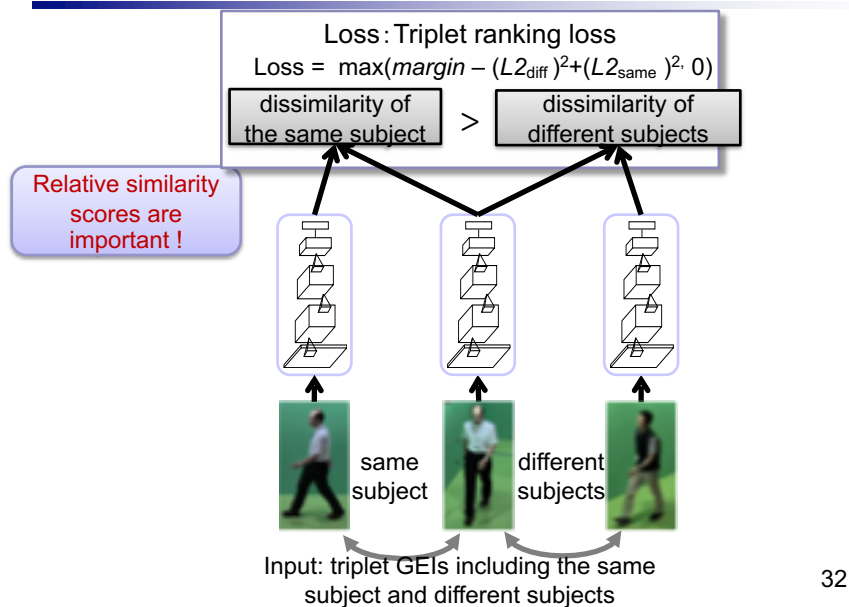 Loss：Triplet ranking loss
Loss = max(margin – (L2diff )²+(L2same )², 0)
dissimilarity of
the same subject
>
dissimilarity of
different subjects
Relative similarity
scores are
important !
same
subject
different
subjects
Input: triplet GEIs including the same
subject and different subjects
32